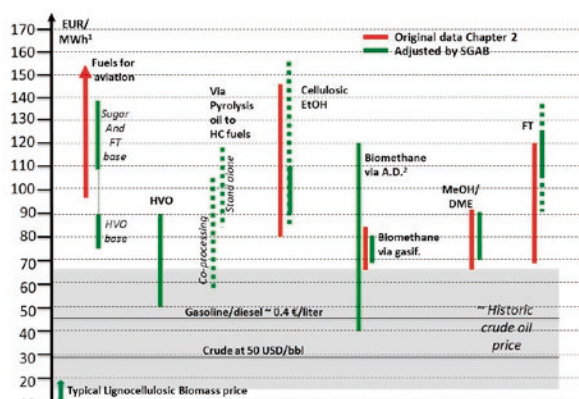 EUR/
MWh¹
170
160
150
140
130
120
110
100
90
80
70
60
50
40
30
20
Original data Chapter 2
Adjusted by SGAB
Fuels for
aviation
Sugar
And
FT
base
HVO
base
HVO
Via
Pyrolysis
oil to
HC fuels
Co-processing
Stand alone
Cellulosic
EtOH
Biomethane
via A.D.²
Biomethane
via gasif.
MeOH/
DME
FT
Gasoline/diesel ~ 0.4 €/liter
~ Historic
crude oil
price
Crude at 50 USD/bbl
Typical Lignocellulosic Biomass price